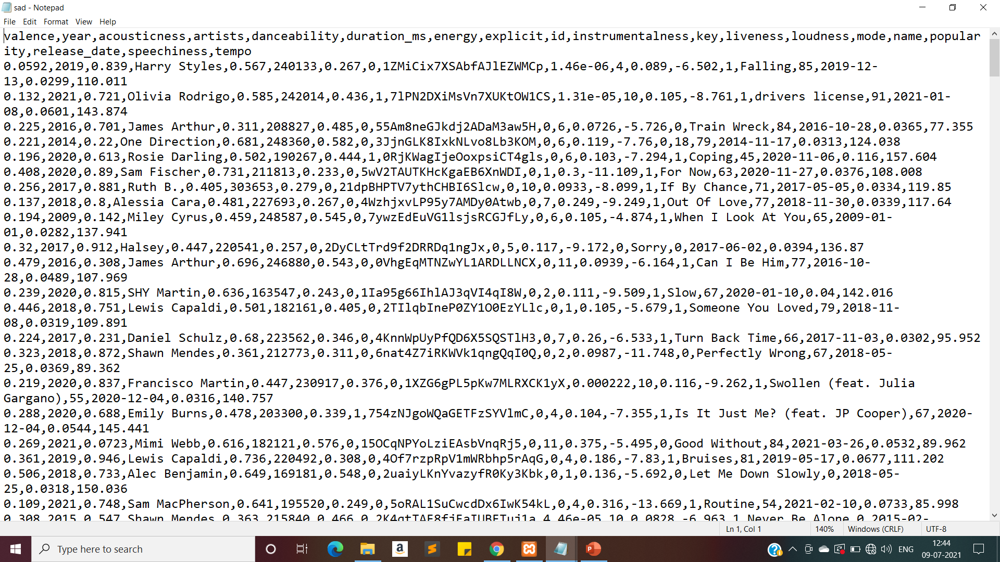 sad - Notepad
File Edit Format View Help
valence,year,acousticness,artists,danceability,duration_ms,energy,explicit,id,instrumentalness,key,liveness,loudness,mode,name,popular
ity,release_date,speechiness,tempo
0.0592,2019,0.839,Harry Styles,0.567,240133,0.267,0,1ZMiCix7XSAbfAJlEZWMCp,1.46e-06,4,0.089,-6.502,1,Falling,85,2019-12-
13,0.0299,110.011
0.132,2021,0.721,Olivia Rodrigo,0.585,242014,0.436,1,7lPN2DXiMsVn7XUKtOW1CS,1.31e-05,10,0.105,-8.761,1,drivers license,91,2021-01-
08,0.0601,143.874
0.225,2016,0.701,James Arthur,0.311,208827,0.485,0,55Am8neGJkdj2ADaM3aw5H,0,6,0.0726,-5.726,0,Train Wreck,84,2016-10-28,0.0365,77.355
0.221,2014,0.22,One Direction,0.681,248360,0.582,0,3JjnGLK8IxkNLvo8Lb3KOM,0,6,0.119,-7.76,0,18,79,2014-11-17,0.0313,124.038
0.196,2020,0.613,Rosie Darling,0.502,190267,0.444,1,0RjKWagIjeOoxpsiCT4gls,0,6,0.103,-7.294,1,Coping,45,2020-11-06,0.116,157.604
0.408,2020,0.89,Sam Fischer,0.731,211813,0.233,0,5wV2TAUTKHcKgaEB6XnWDI,0,1,0.3,-11.109,1,For Now,63,2020-11-27,0.0376,108.008
0.256,2017,0.881,Ruth B.,0.405,303653,0.279,0,21dpBHPTV7ythCHBI6Slcw,0,10,0.0933,-8.099,1,If By Chance,71,2017-05-05,0.0334,119.85
0.137,2018,0.8,Alessia Cara,0.481,227693,0.267,0,4WzhjxvLP95y7AMDy0Atwb,0,7,0.249,-9.249,1,Out Of Love,77,2018-11-30,0.0339,117.64
0.194,2009,0.142,Miley Cyrus,0.459,248587,0.545,0,7ywzEdEuVG1lsjsRCGJfLy,0,6,0.105,-4.874,1,When I Look At You,65,2009-01-
01,0.0282,137.941
0.32,2017,0.912,Halsey,0.447,220541,0.257,0,2DyCLtTrd9f2DRRDq1ngJx,0,5,0.117,-9.172,0,Sorry,0,2017-06-02,0.0394,136.87
0.479,2016,0.308,James Arthur,0.696,246880,0.543,0,0VhgEqMTNZwYL1ARDLLNCX,0,11,0.0939,-6.164,1,Can I Be Him,77,2016-10-
28,0.0489,107.969
0.239,2020,0.815,SHY Martin,0.636,163547,0.243,0,1Ia95g66IhlAJ3qVI4qI8W,0,2,0.111,-9.509,1,Slow,67,2020-01-10,0.04,142.016
0.446,2018,0.751,Lewis Capaldi,0.501,182161,0.405,0,2TIlqbIneP0ZY1O0EzYLlc,0,1,0.105,-5.679,1,Someone You Loved,79,2018-11-
08,0.0319,109.891
0.224,2017,0.231,Daniel Schulz,0.68,223562,0.346,0,4KnnWpUyPfQD6X5SQSTlH3,0,7,0.26,-6.533,1,Turn Back Time,66,2017-11-03,0.0302,95.952
0.323,2018,0.872,Shawn Mendes,0.361,212773,0.311,0,6nat4Z7iRKWVk1qngQqI0Q,0,2,0.0987,-11.748,0,Perfectly Wrong,67,2018-05-
25,0.0369,89.362
0.219,2020,0.837,Francisco Martin,0.447,230917,0.376,0,1XZG6gPL5pKw7MLRXCK1yX,0.000222,10,0.116,-9.262,1,Swollen (feat. Julia
Gargano),55,2020-12-04,0.0316,140.757
0.288,2020,0.688,Emily Burns,0.478,203300,0.339,1,754zNJgoWQaGETFzSYVlmC,0,4,0.104,-7.355,1,Is It Just Me? (feat. JP Cooper),67,2020-
12-04,0.0544,145.441
0.269,2021,0.0723,Mimi Webb,0.616,182121,0.576,0,15OCqNPYoLziEAsbVnqRj5,0,11,0.375,-5.495,0,Good Without,84,2021-03-26,0.0532,89.962
0.361,2019,0.946,Lewis Capaldi,0.736,220492,0.308,0,4Of7rzpRpV1mWRbhp5rAqG,0,4,0.186,-7.83,1,Bruises,81,2019-05-17,0.0677,111.202
0.506,2018,0.733,Alec Benjamin,0.649,169181,0.548,0,2uaiyLKnYvazyfR0Ky3Kbk,0,1,0.136,-5.692,0,Let Me Down Slowly,0,2018-05-
25,0.0318,150.036
0.109,2021,0.748,Sam MacPherson,0.641,195520,0.249,0,5oRAL1SuCwcdDx6IwK54kL,0,4,0.316,-13.669,1,Routine,54,2021-02-10,0.0733,85.998
0.308,2015,0.547,Shawn Mendes,0.363,215840,0.466,0,2K4gtTAE8fjEaIUBETuj1a,4.46e-05,10,0.0828,-6.963,1,Never Be Alone,0,2015-02-
Ln 1, Col 1 140% Windows (CRLF) UTF-8
Type here to search
ENG
12:44
09-07-2021